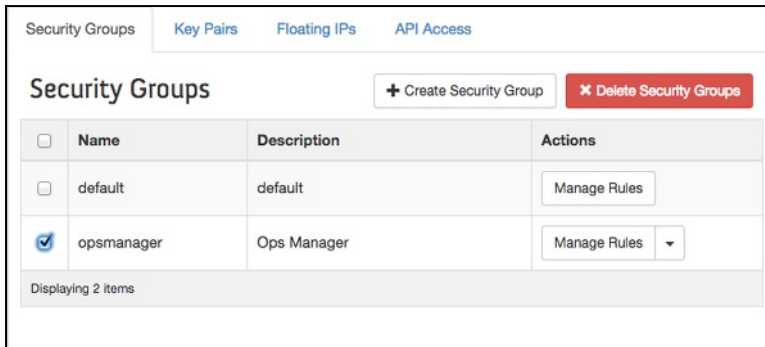 Security Groups Key Pairs Floating IPs API Access
Security Groups + Create Security Group × Delete Security Groups
Name Description Actions
default default Manage Rules
opsmanager Ops Manager Manage Rules
Displaying 2 items